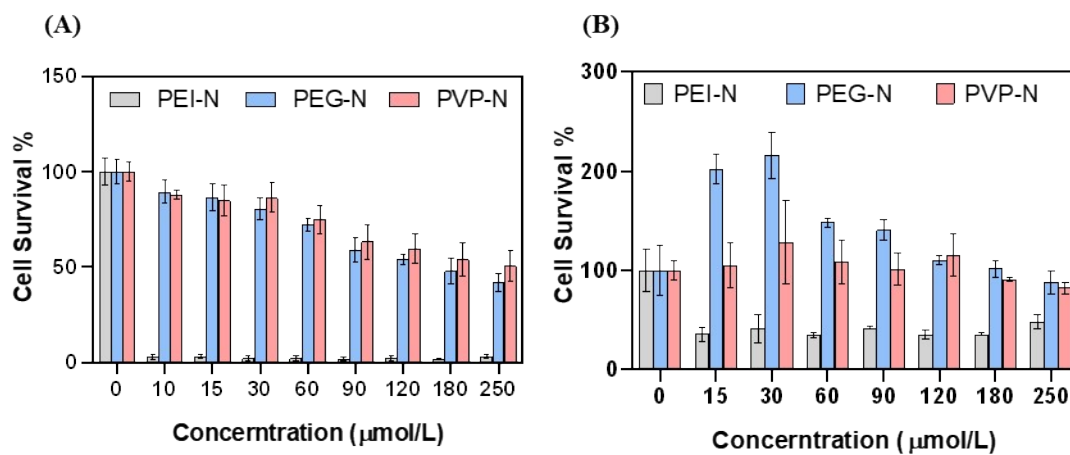 (A)
150
100
50
0
Cell Survival %
PEI-N PEG-N PVP-N
0 10 15 30 60 90 120 180 250
Concerntration (μmol/L)
(B)
300
200
100
0
Cell Survival %
PEI-N PEG-N PVP-N
0 15 30 60 90 120 180 250
Concerntration ( μmol/L)